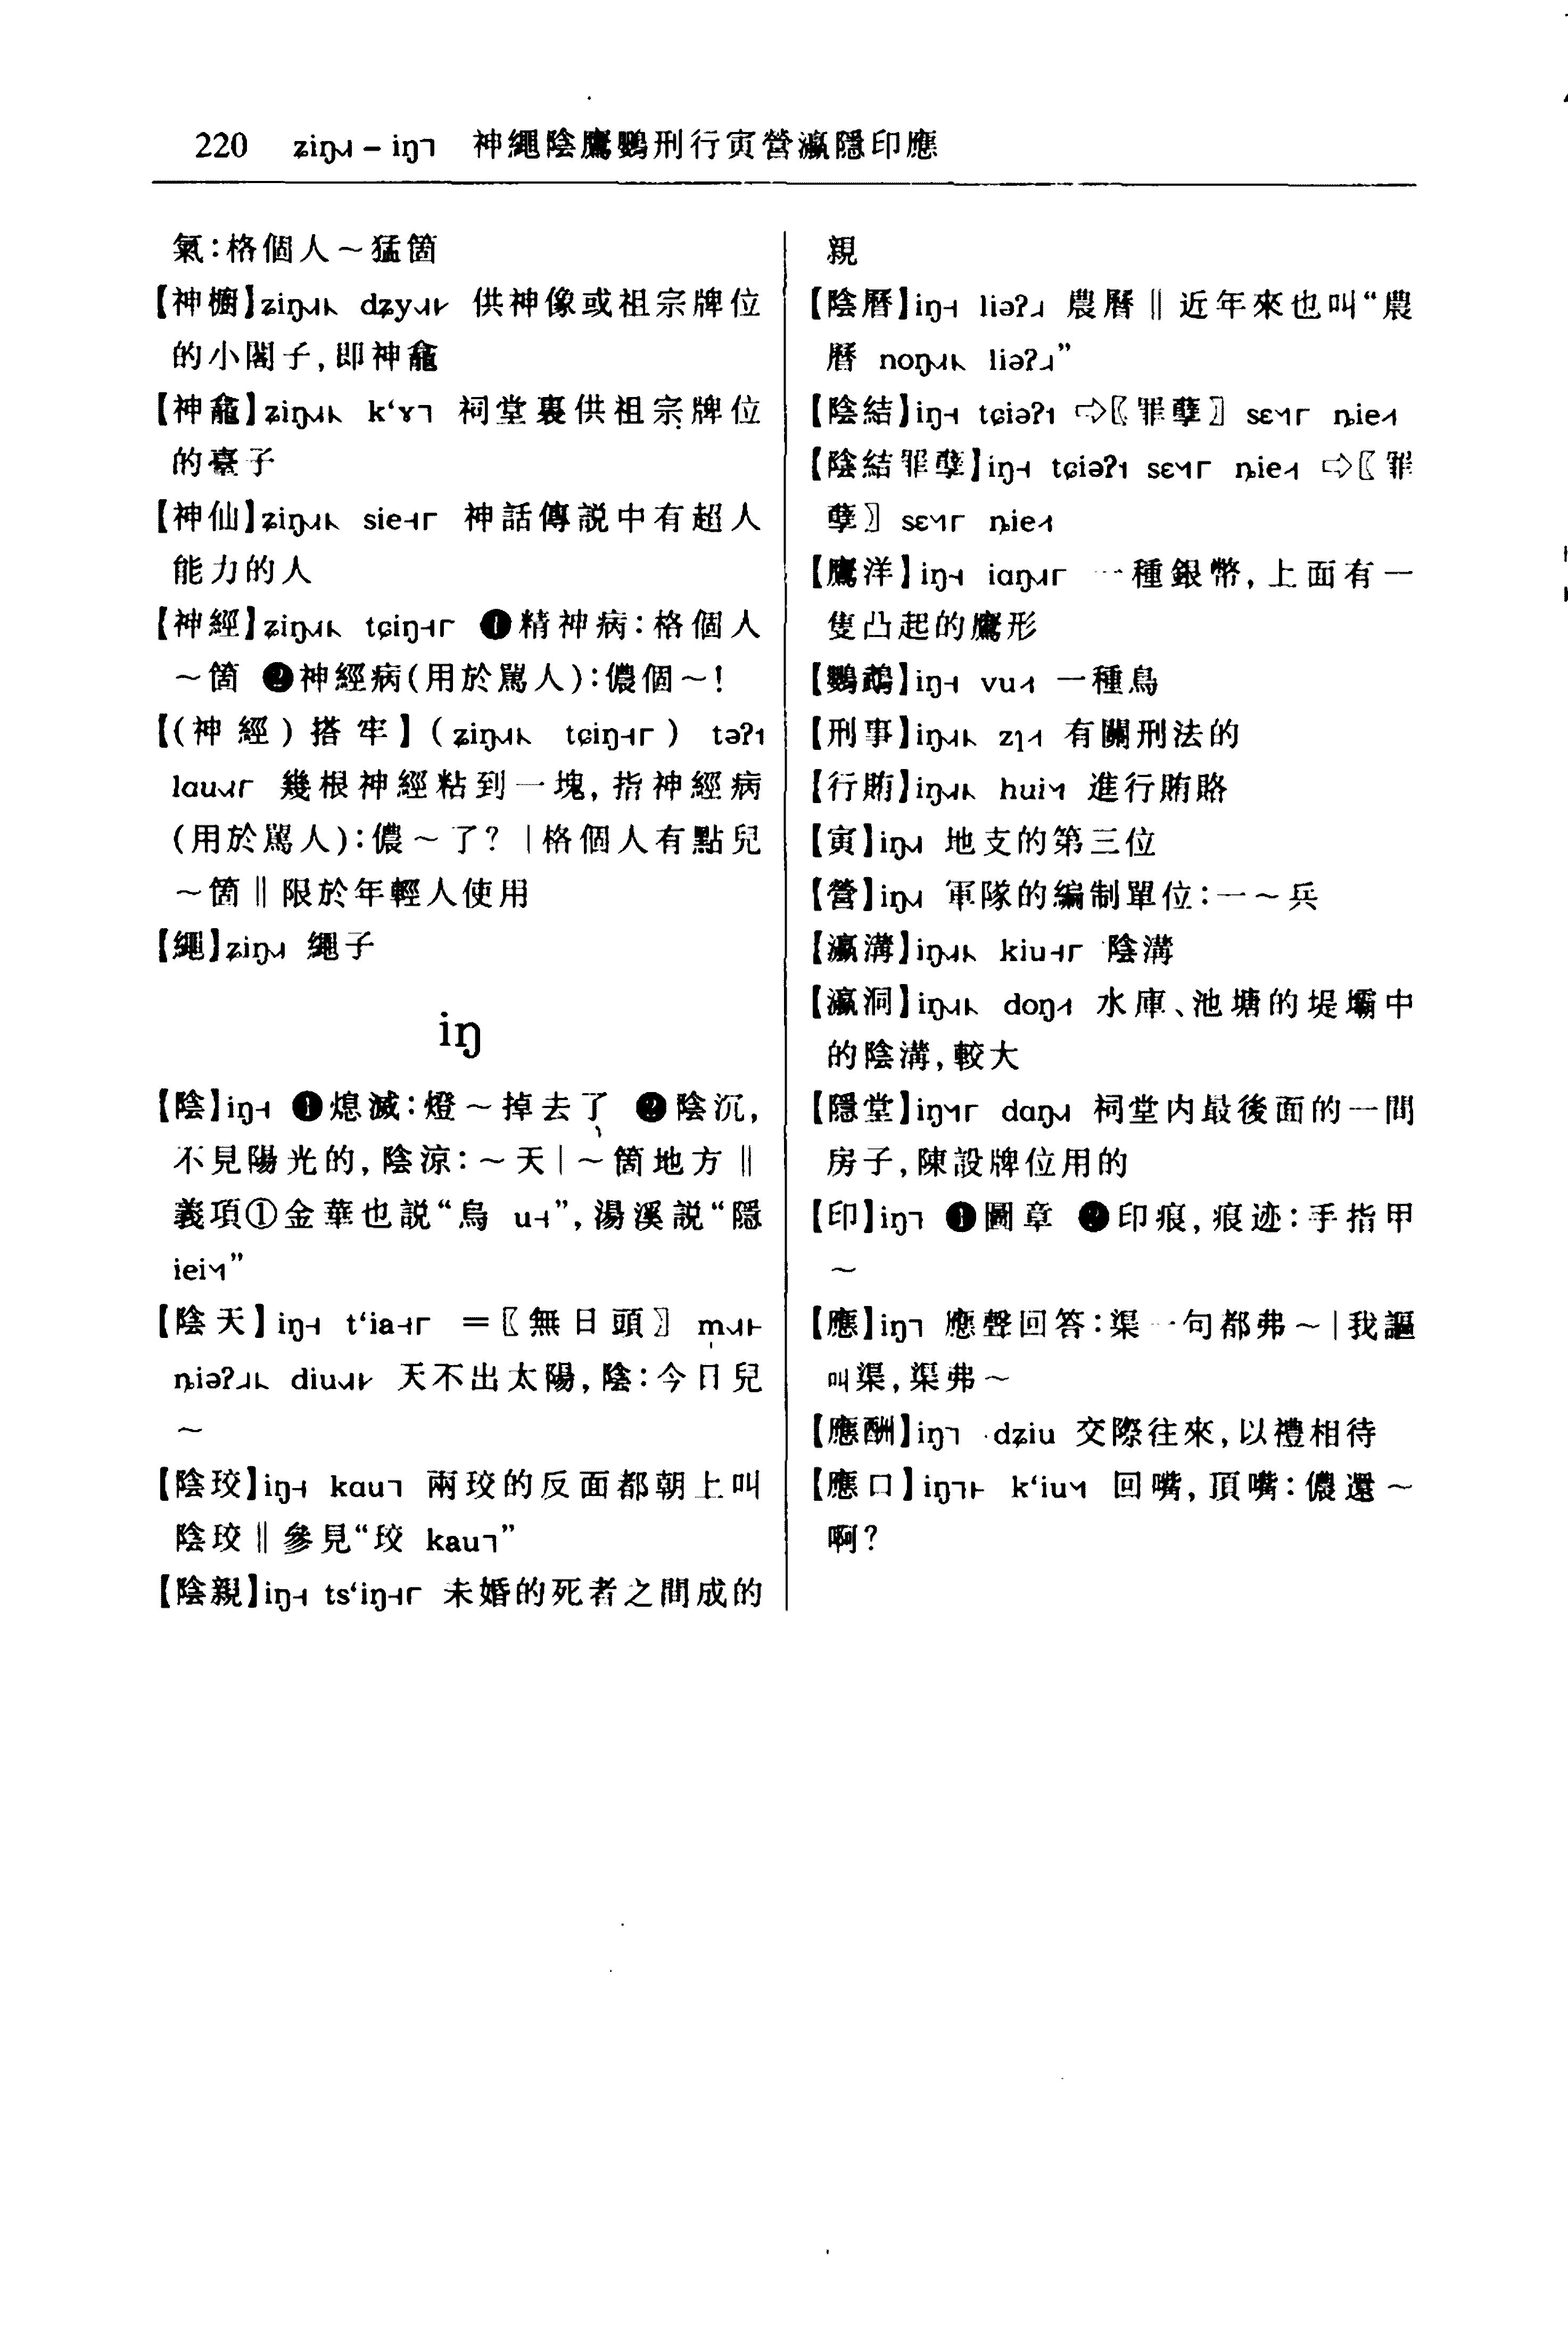 220 ʑiŋ˩˧ – iŋ˥ 神繩陰鷹鸚刑行寅營瀛隱印應
氣：格個人～猛箇
【神櫥】ʑiŋ dʐy 供神像或祖宗牌位
的小閣子，即神龕
【神龕】ʑiŋ k‘ɤ˥ 祠堂裏供祖宗牌位
的臺子
【神仙】ʑiŋ sie 神話傳説中有超人
能力的人
【神經】ʑiŋ tɕiŋ ❶精神病：格個人
～箇 ❷神經病(用於駡人)：儂個～！
【(神經)搭牢】(ʑiŋ tɕiŋ) təʔ
lɑu 幾根神經粘到一塊，指神經病
(用於駡人)：儂～了？｜格個人有點兒
～箇‖限於年輕人使用
【繩】ʑiŋ 繩子
iŋ
【陰】iŋ ❶熄滅：燈～掉去了 ❷陰沉，
不見陽光的，陰涼：～天｜～箇地方‖
義項①金華也説“烏 u”，湯溪説“隱
iei”
【陰天】iŋ t‘ia ＝〖無日頭〗 m̩
ȵiəʔ diu 天不出太陽，陰：今日兒
～
【陰珓】iŋ kɑu˥ 兩珓的反面都朝上叫
陰珓‖參見“珓 kɑu˥”
【陰親】iŋ ts‘iŋ 未婚的死者之間成的
親
【陰曆】iŋ liəʔ 農曆‖近年來也叫“農
曆 noŋ liəʔ”
【陰結】iŋ tɕiəʔ ⇨〖罪孽〗 sɛ ȵie
【陰結罪孽】iŋ tɕiəʔ sɛ ȵie ⇨〖罪
孽〗 sɛ ȵie
【鷹洋】iŋ iɑŋ 一種銀幣，上面有一
隻凸起的鷹形
【鸚鵡】iŋ vu 一種鳥
【刑事】iŋ zɿ 有關刑法的
【行賄】iŋ hui 進行賄賂
【寅】iŋ 地支的第三位
【營】iŋ 軍隊的編制單位：一～兵
【瀛溝】iŋ kiu 陰溝
【瀛洞】iŋ doŋ 水庫、池塘的堤壩中
的陰溝，較大
【隱堂】iŋ dɑŋ 祠堂内最後面的一間
房子，陳設牌位用的
【印】iŋ˥ ❶圖章 ❷印痕，痕迹：手指甲
～
【應】iŋ˥ 應聲回答：渠一句都弗～｜我謳
叫渠，渠弗～
【應酬】iŋ˥ ·dʐiu 交際往來，以禮相待
【應口】iŋ k‘iu 回嘴，頂嘴：儂還～
啊？